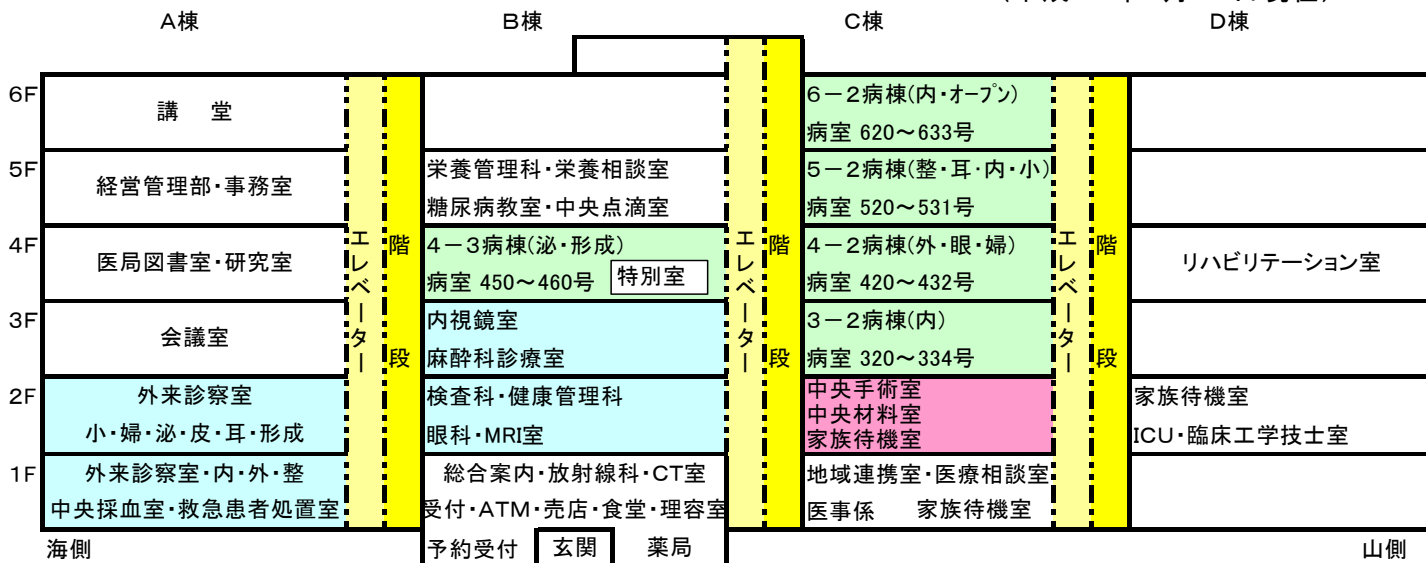 A棟 B棟 C棟 D棟
6F 講 堂 6－2病棟(内・オープン)
病室 620～633号
5F 経営管理部・事務室 栄養管理科・栄養相談室 5－2病棟(整・耳・内・小)
糖尿病教室・中央点滴室 病室 520～531号
4F 医局図書室・研究室 4－3病棟(泌・形成) 4－2病棟(外・眼・婦) リハビリテーション室
病室 450～460号 特別室 病室 420～432号
3F 会議室 内視鏡室 3－2病棟(内)
麻酔科診療室 病室 320～334号
エレベーター 階段 エレベーター 階段 エレベーター 階段
2F 外来診察室 検査科・健康管理科 中央手術室 家族待機室
中央材料室
小・婦・泌・皮・耳・形成 眼科・MRI室 家族待機室 ICU・臨床工学技士室
1F 外来診察室・内・外・整 総合案内・放射線科・CT室 地域連携室・医療相談室
中央採血室・救急患者処置室 受付・ATM・売店・食堂・理容室 医事係 家族待機室
海側 予約受付 玄関 薬局 山側